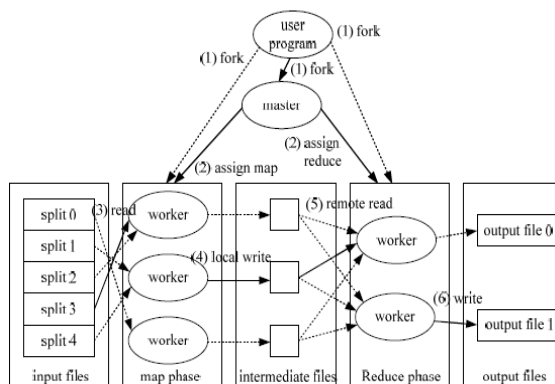 user
program
(1) fork
(1) fork
(1) fork
master
(2) assign map
(2) assign
reduce
split 0
split 1
split 2
split 3
split 4
(3) read
worker
worker
worker
(4) local write
(5) remote read
worker
worker
(6) write
output file 0
output file 1
input files
map phase
intermediate files
Reduce phase
output files